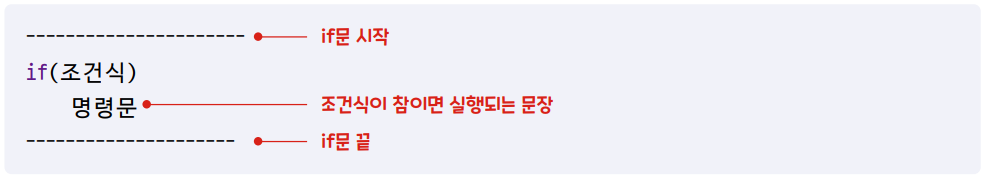 ---------------------- if문 시작
if(조건식)
명령문 조건식이 참이면 실행되는 문장
--------------------- if문 끝